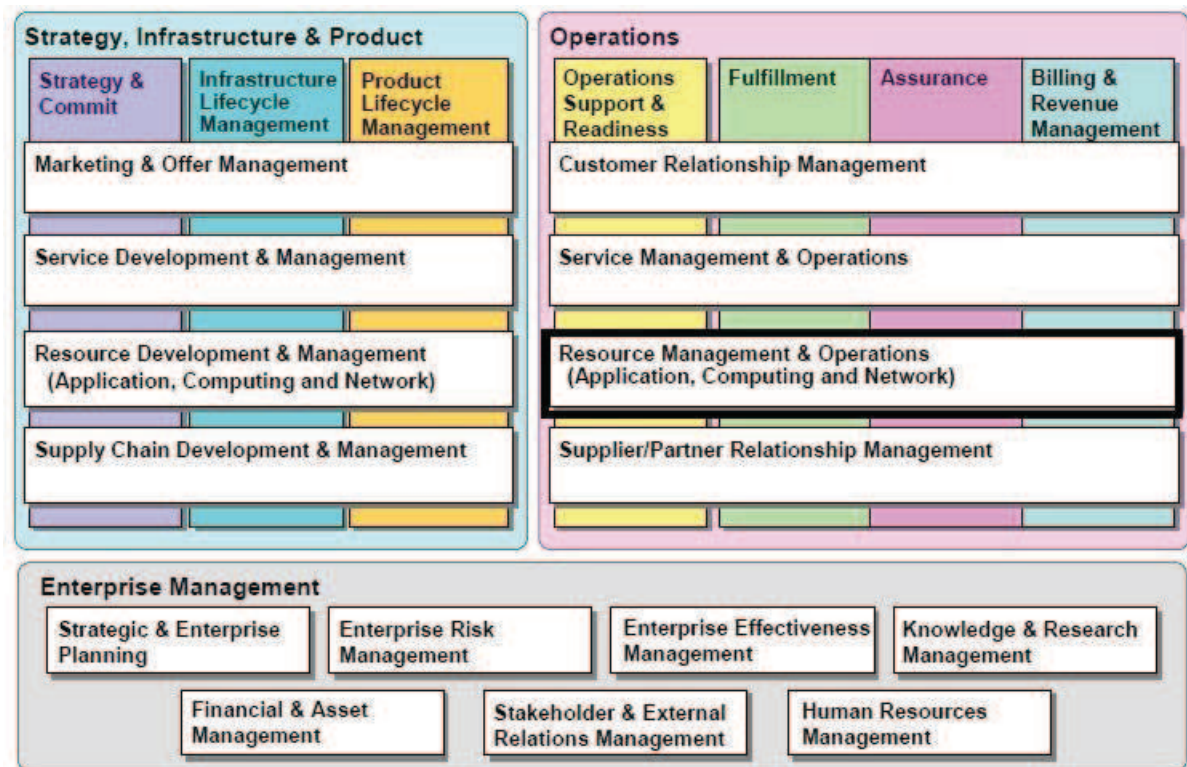 Strategy, Infrastructure & Product
Strategy &
Commit
Infrastructure
Lifecycle
Management
Product
Lifecycle
Management
Marketing & Offer Management
Service Development & Management
Resource Development & Management
(Application, Computing and Network)
Supply Chain Development & Management
Operations
Operations
Support &
Readiness
Fulfillment
Assurance
Billing &
Revenue
Management
Customer Relationship Management
Service Management & Operations
Resource Management & Operations
(Application, Computing and Network)
Supplier/Partner Relationship Management
Enterprise Management
Strategic & Enterprise
Planning
Enterprise Risk
Management
Enterprise Effectiveness
Management
Knowledge & Research
Management
Financial & Asset
Management
Stakeholder & External
Relations Management
Human Resources
Management